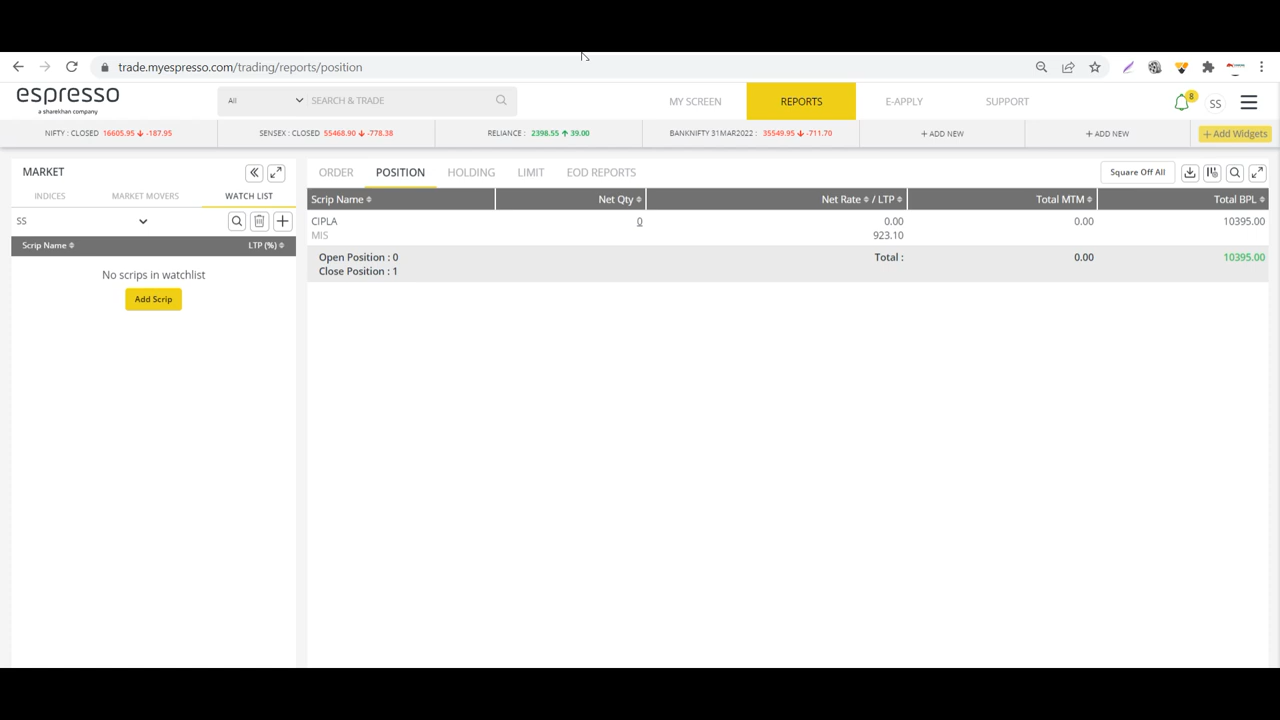 trade.myespresso.com/trading/reports/position
espresso
a sharekhan company
All
SEARCH & TRADE
MY SCREEN
REPORTS
E-APPLY
SUPPORT
8
SS
NIFTY : CLOSED 16605.95 -187.95
SENSEX : CLOSED 55468.90 -778.38
RELIANCE : 2398.55 39.00
BANKNIFTY 31MAR2022 : 35549.95 -711.70
+ ADD NEW
+ ADD NEW
+ Add Widgets
MARKET
INDICES
MARKET MOVERS
WATCH LIST
SS
Scrip Name
LTP (%)
No scrips in watchlist
Add Scrip
ORDER
POSITION
HOLDING
LIMIT
EOD REPORTS
Square Off All
Scrip Name
Net Qty
Net Rate / LTP
Total MTM
Total BPL
CIPLA
0
0.00
0.00
10395.00
MIS
923.10
Open Position : 0
Total :
0.00
10395.00
Close Position : 1